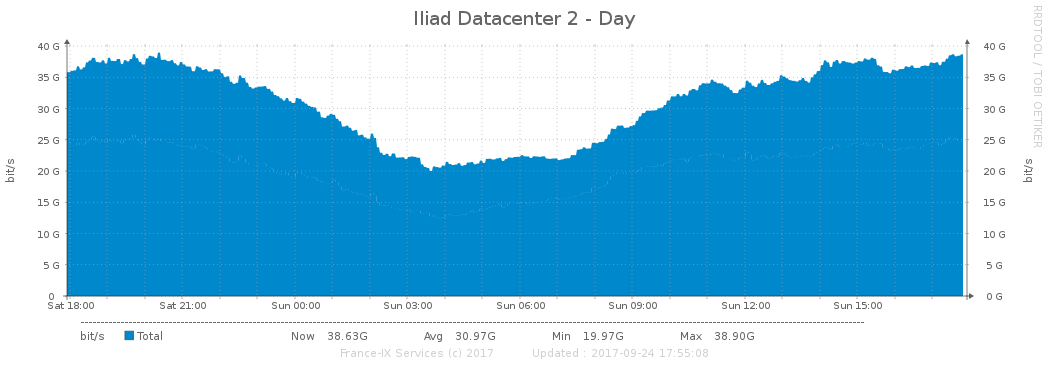 Iliad Datacenter 2 - Day
RRDTOOL / TOBI OETIKER
bit/s
40 G 40 G
35 G 35 G
30 G 30 G
25 G 25 G
20 G 20 G
15 G 15 G
10 G 10 G
5 G 5 G
0 0 G
bit/s
Sat 18:00 Sat 21:00 Sun 00:00 Sun 03:00 Sun 06:00 Sun 09:00 Sun 12:00 Sun 15:00
bit/s Total Now 38.63G Avg 30.97G Min 19.97G Max 38.90G
France-IX Services (c) 2017 Updated : 2017-09-24 17:55:08